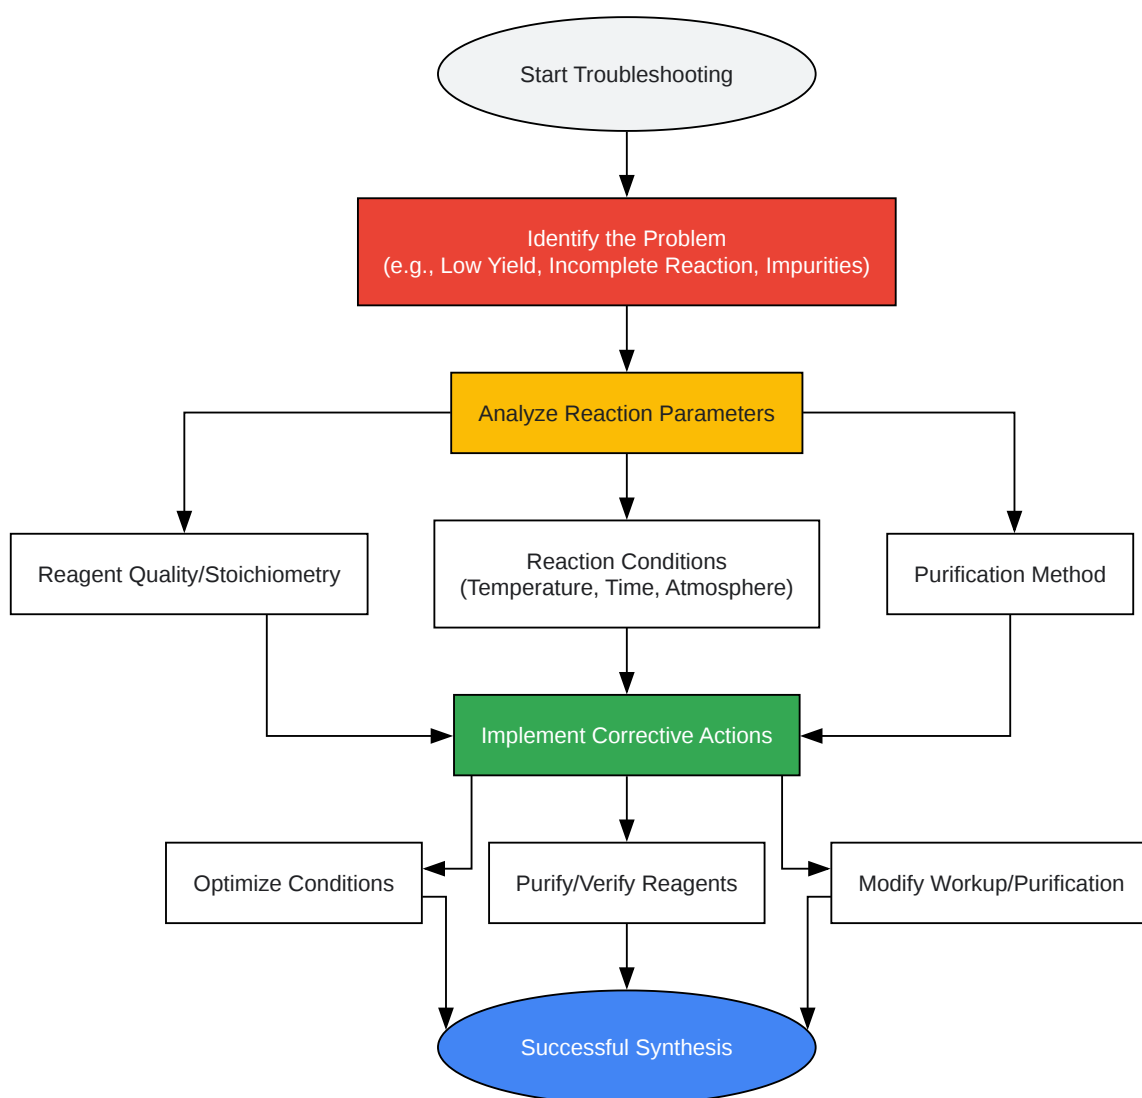 Start Troubleshooting
Identify the Problem
(e.g., Low Yield, Incomplete Reaction, Impurities)
Analyze Reaction Parameters
Reagent Quality/Stoichiometry
Reaction Conditions
(Temperature, Time, Atmosphere)
Purification Method
Implement Corrective Actions
Optimize Conditions
Purify/Verify Reagents
Modify Workup/Purification
Successful Synthesis